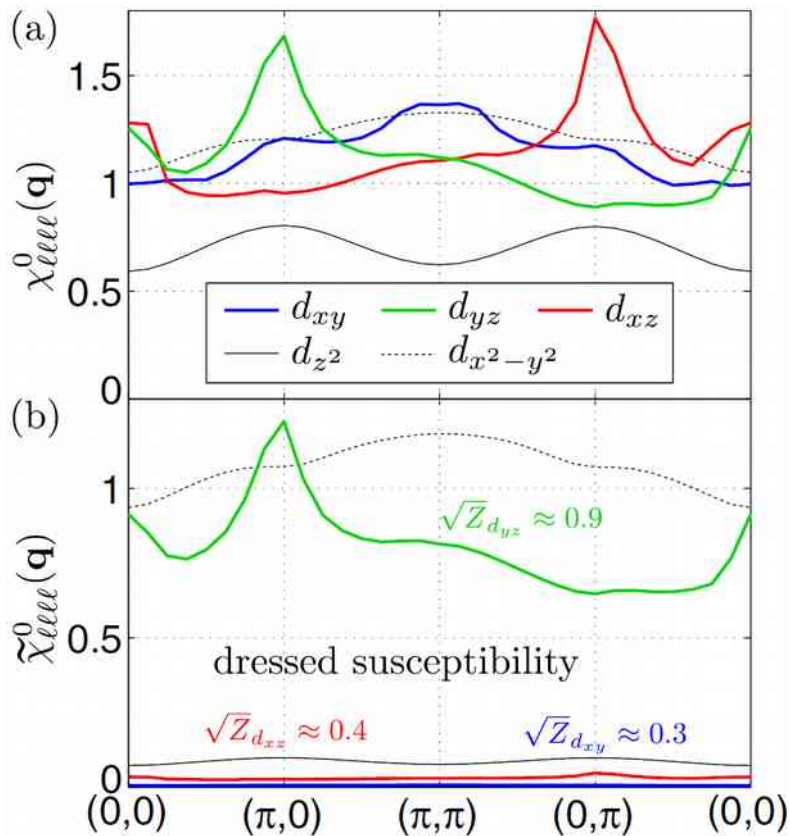 (a)
1.5
1
0.5
0
χ⁰ℓℓℓℓ(q)
dxy dyz dxz
dz² dx²−y²
(b)
1
0.5
0
χ̃⁰ℓℓℓℓ(q)
√Zdyz ≈ 0.9
dressed susceptibility
√Zdxz ≈ 0.4 √Zdxy ≈ 0.3
(0,0) (π,0) (π,π) (0,π) (0,0)